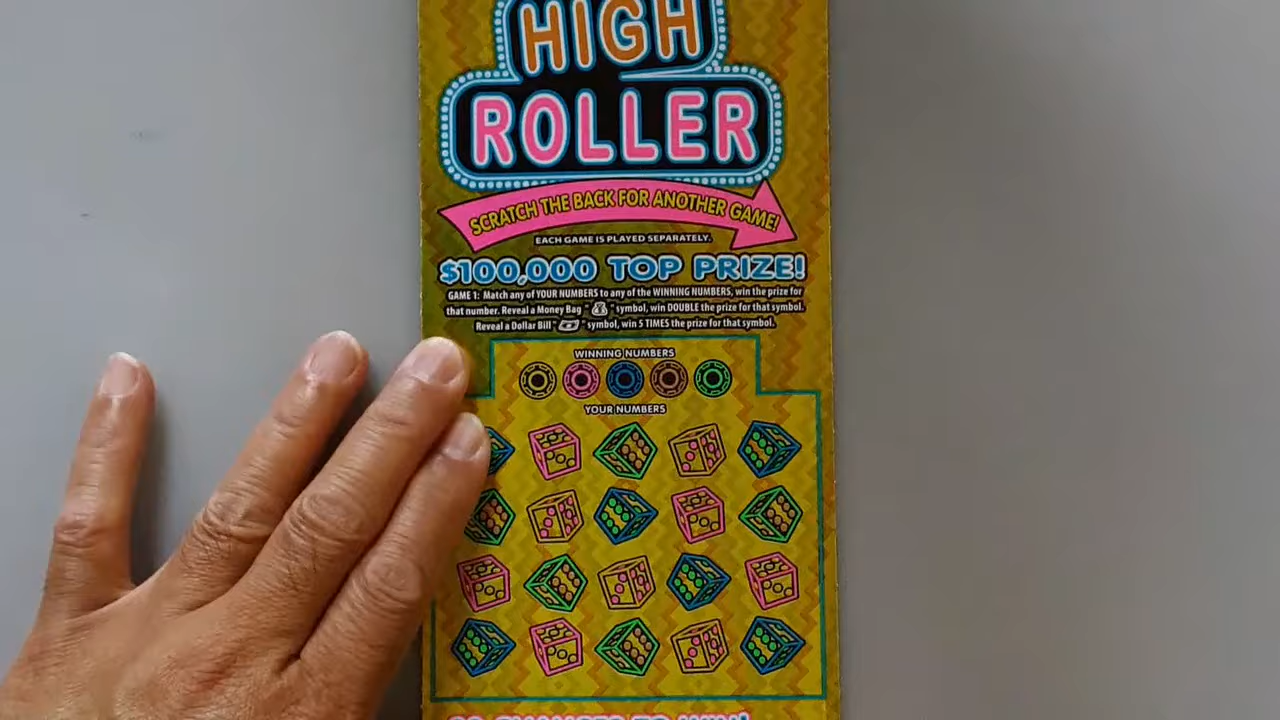 HIGH
ROLLER
SCRATCH THE BACK FOR ANOTHER GAME!
EACH GAME IS PLAYED SEPARATELY.
$100,000 TOP PRIZE!
GAME 1: Match any of YOUR NUMBERS to any of the WINNING NUMBERS, win the prize for
that number. Reveal a Money Bag " " symbol, win DOUBLE the prize for that symbol.
Reveal a Dollar Bill " " symbol, win 5 TIMES the prize for that symbol.
WINNING NUMBERS
YOUR NUMBERS
CHANCES TO WIN!